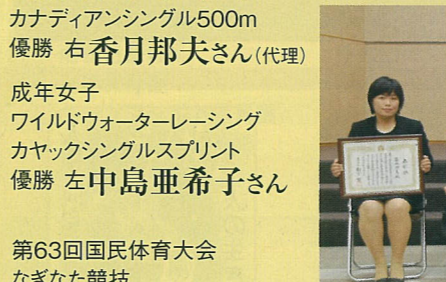 カナディアンシングル500m
優勝 右香月邦夫さん(代理)
成年女子
ワイルドウォーターレーシング
カヤックシングルスプリント
優勝 左中島亜希子さん
第63回国民体育大会
なぎなた競技